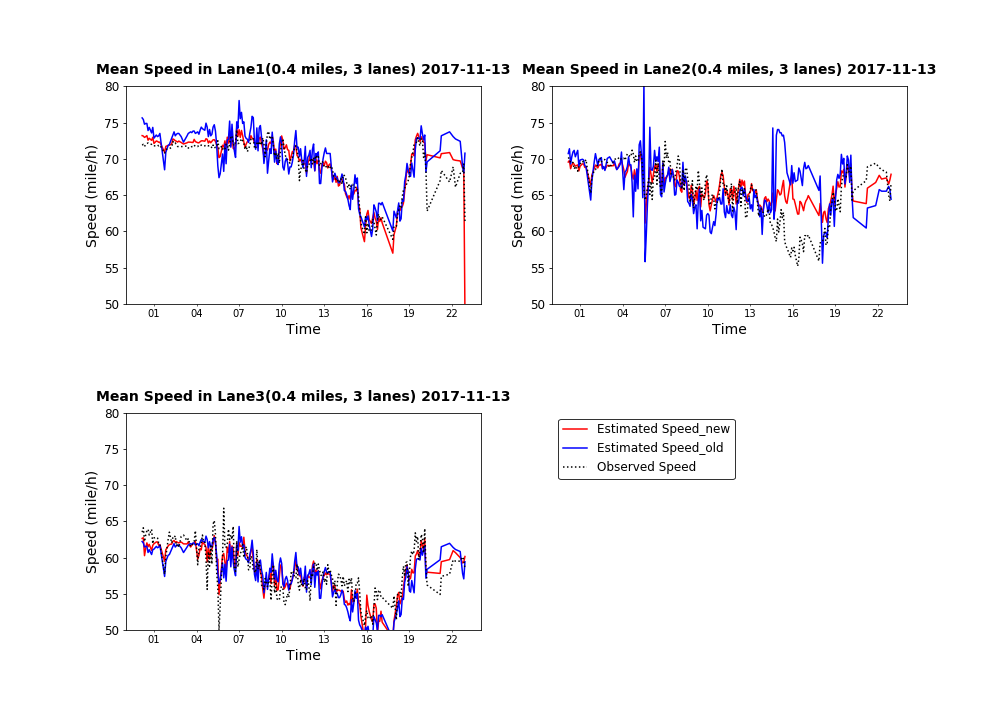 Mean Speed in Lane1(0.4 miles, 3 lanes) 2017-11-13
80
75
70
65
60
55
50
Speed (mile/h)
01 04 07 10 13 16 19 22
Time
Mean Speed in Lane2(0.4 miles, 3 lanes) 2017-11-13
80
75
70
65
60
55
50
Speed (mile/h)
01 04 07 10 13 16 19 22
Time
Mean Speed in Lane3(0.4 miles, 3 lanes) 2017-11-13
80
75
70
65
60
55
50
Speed (mile/h)
01 04 07 10 13 16 19 22
Time
Estimated Speed_new
Estimated Speed_old
Observed Speed